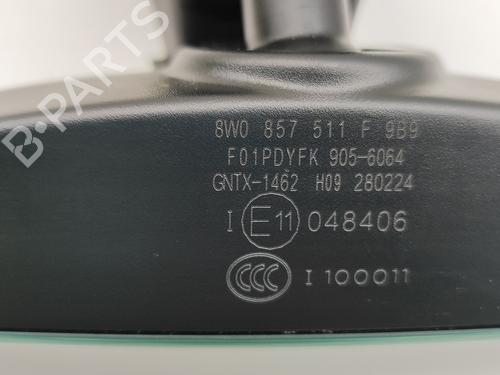 B-PARTS
8W0 857 511 F 9B9
F01PDYFK 905-6064
GNTX-1462 H09 280224
I E11 048406
CCC I 100011